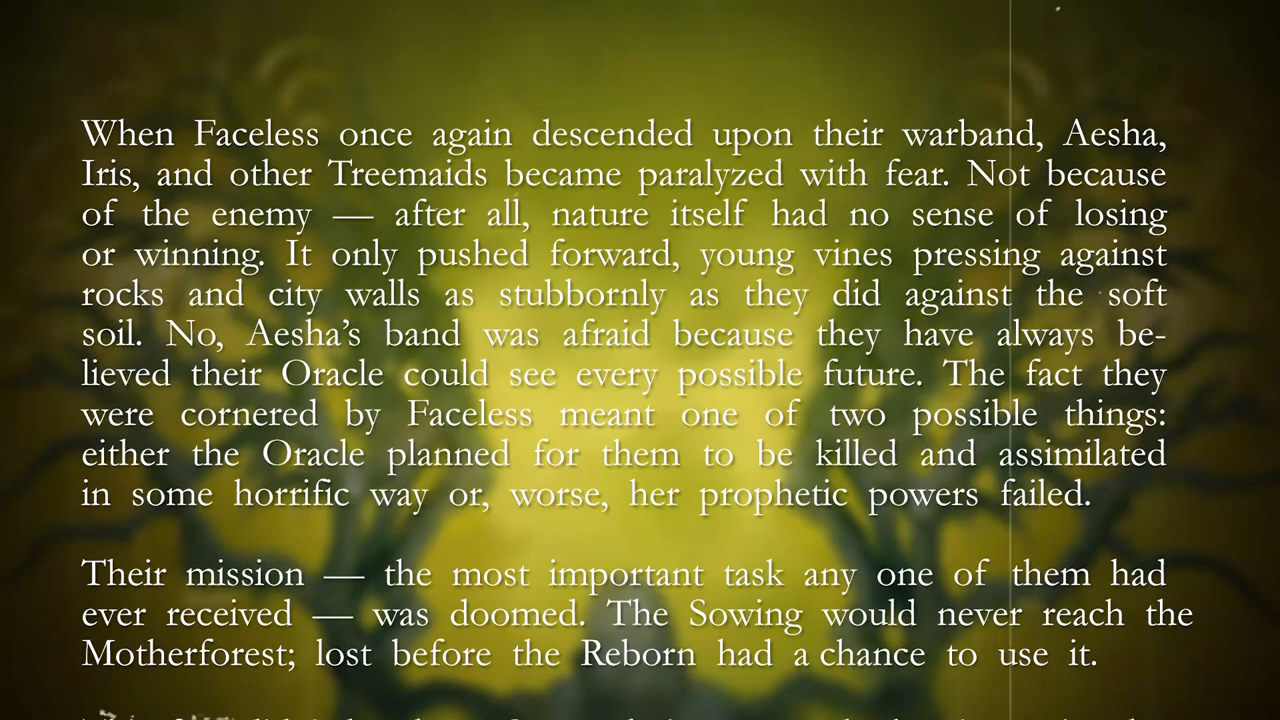 When Faceless once again descended upon their warband, Aesha,
Iris, and other Treemaids became paralyzed with fear. Not because
of the enemy — after all, nature itself had no sense of losing
or winning. It only pushed forward, young vines pressing against
rocks and city walls as stubbornly as they did against the soft
soil. No, Aesha’s band was afraid because they have always be-
lieved their Oracle could see every possible future. The fact they
were cornered by Faceless meant one of two possible things:
either the Oracle planned for them to be killed and assimilated
in some horrific way or, worse, her prophetic powers failed.
Their mission — the most important task any one of them had
ever received — was doomed. The Sowing would never reach the
Motherforest; lost before the Reborn had a chance to use it.